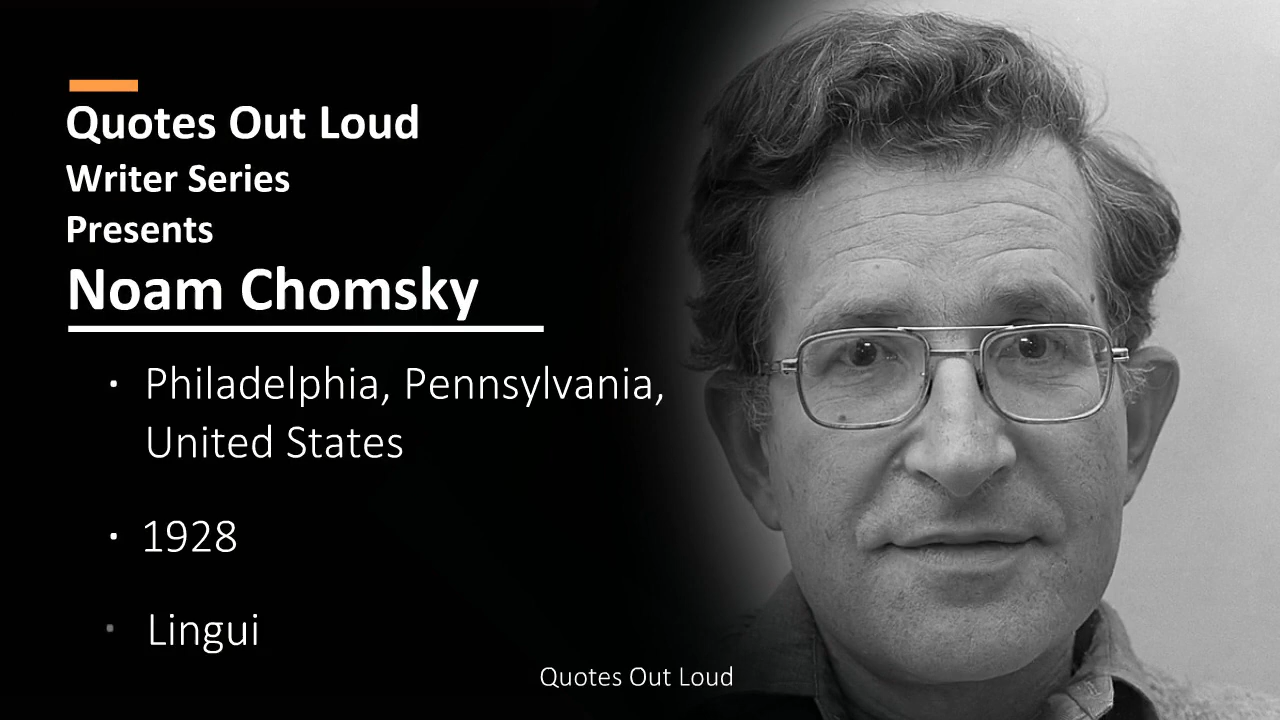 Quotes Out Loud
Writer Series
Presents
Noam Chomsky
• Philadelphia, Pennsylvania,
United States
• 1928
• Lingui
Quotes Out Loud